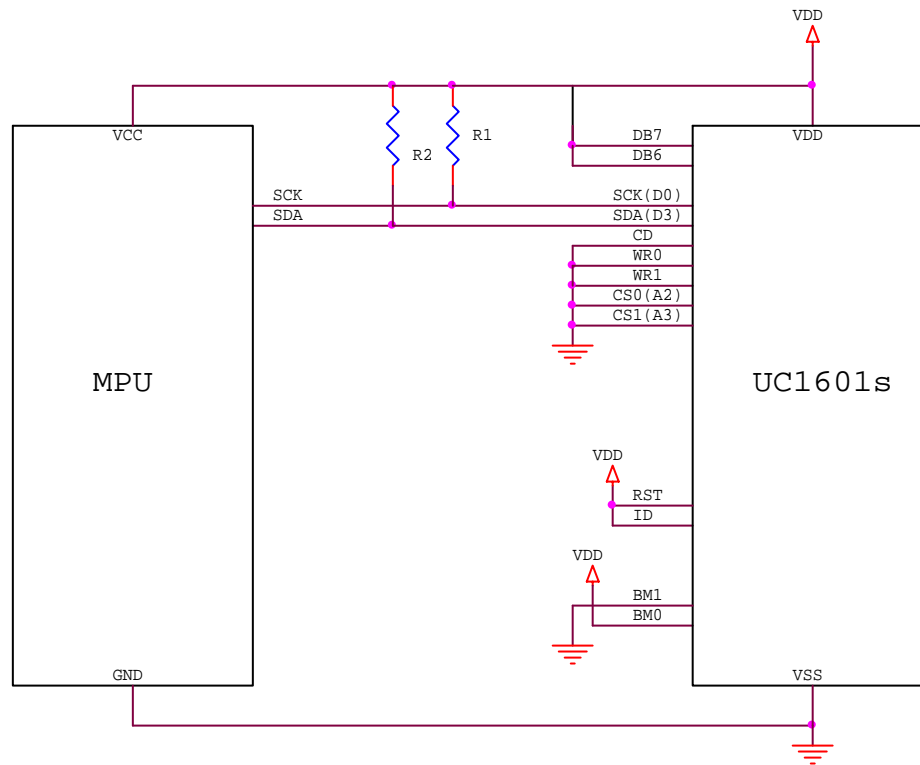 VDD
VCC
VDD
DB7
R1
R2
DB6
SCK
SCK(D0)
SDA
SDA(D3)
CD
WR0
WR1
CS0(A2)
CS1(A3)
MPU
UC1601s
VDD
RST
ID
VDD
BM1
BM0
GND
VSS